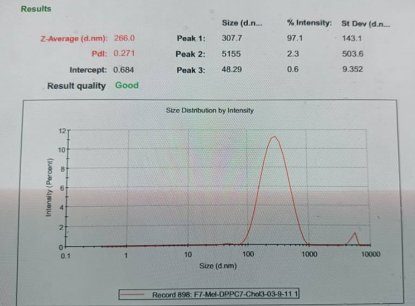 Results
Size (d.n... % Intensity: St Dev (d.n...
Z-Average (d.nm): 266.0 Peak 1: 307.7 97.1 143.1
PdI: 0.271 Peak 2: 5155 2.3 503.6
Intercept: 0.684 Peak 3: 48.29 0.6 9.352
Result quality Good
Size Distribution by Intensity
Intensity (Percent)
12
10
8
6
4
2
0
0.1 1 10 100 1000 10000
Size (d.nm)
Record 898: F7-Mel-DPPC7-Chol3-03-9-11 1